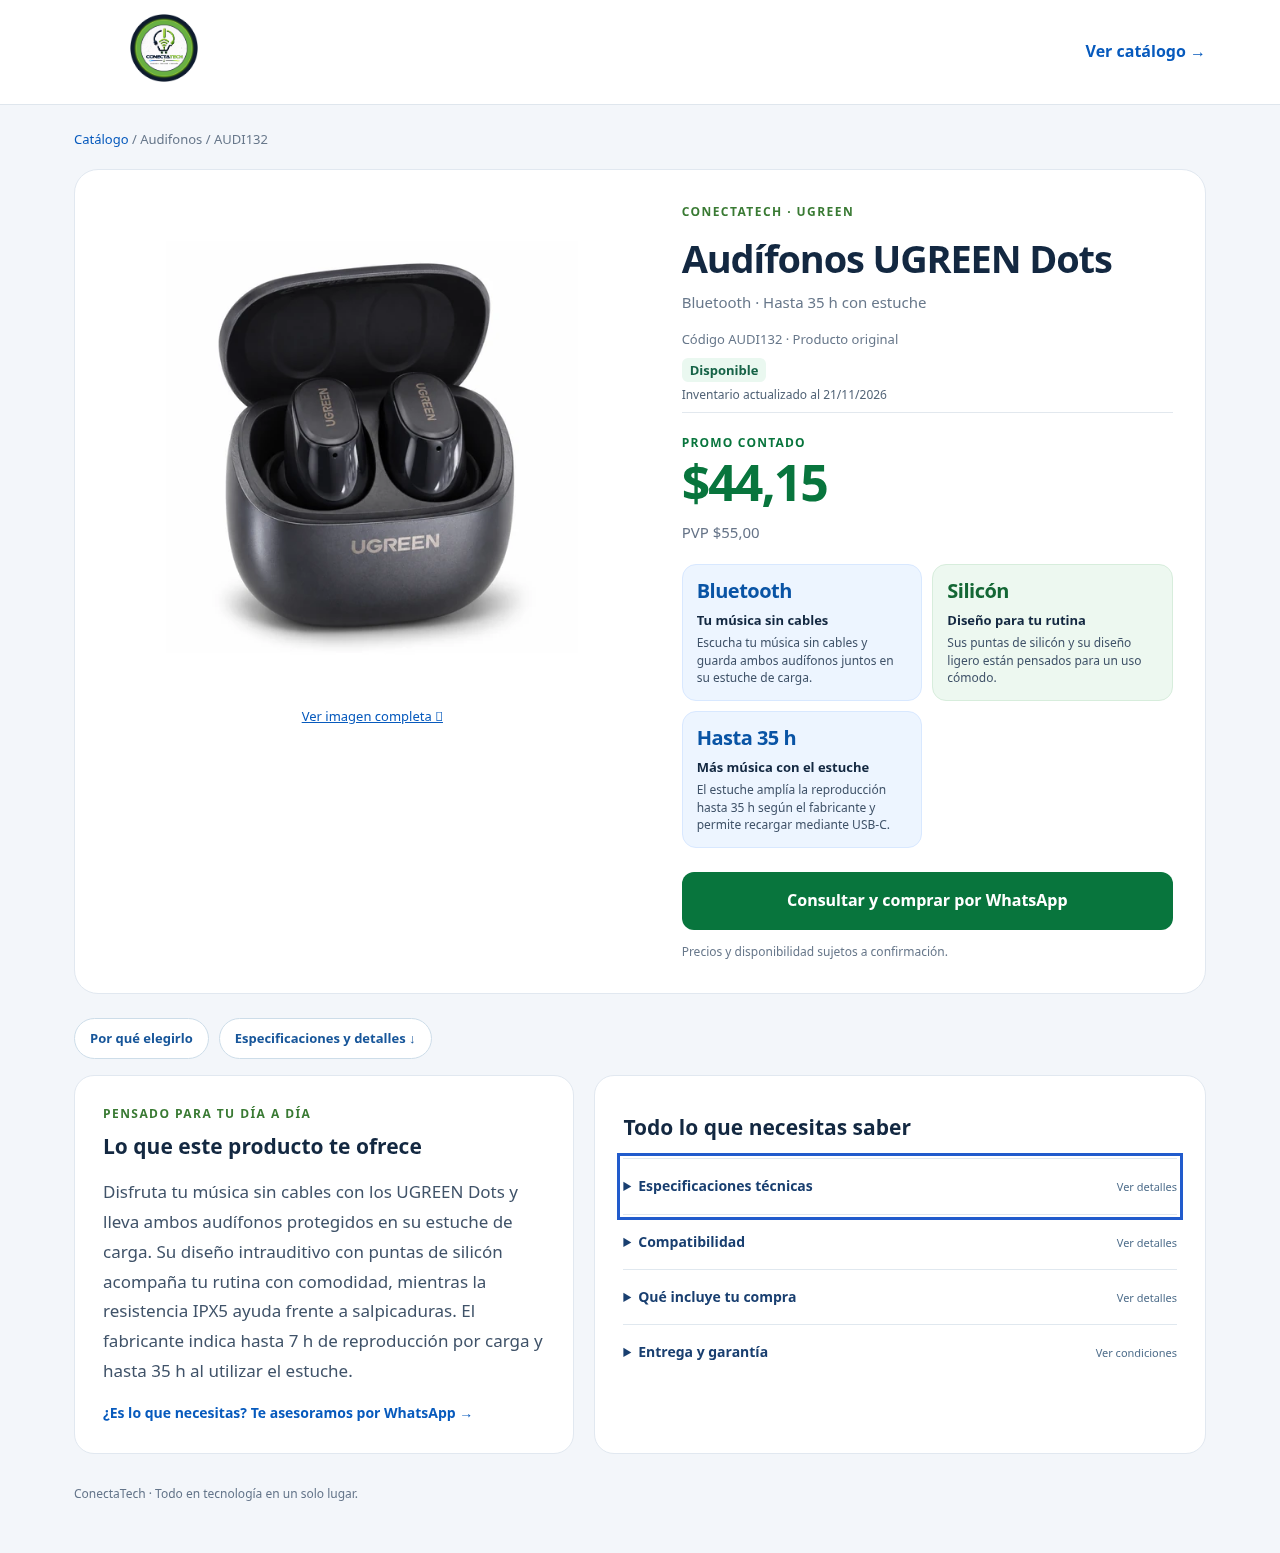 CONECTATECH
Ver catálogo →
Catálogo / Audifonos / AUDI132
UGREEN
UGREEN
UGREEN
Ver imagen completa
CONECTATECH · UGREEN
Audífonos UGREEN Dots
Bluetooth · Hasta 35 h con estuche
Código AUDI132 · Producto original
Disponible
Inventario actualizado al 21/11/2026
PROMO CONTADO
$44,15
PVP $55,00
Bluetooth
Tu música sin cables
Escucha tu música sin cables y
guarda ambos audífonos juntos en
su estuche de carga.
Silicón
Diseño para tu rutina
Sus puntas de silicón y su diseño
ligero están pensados para un uso
cómodo.
Hasta 35 h
Más música con el estuche
El estuche amplía la reproducción
hasta 35 h según el fabricante y
permite recargar mediante USB-C.
Consultar y comprar por WhatsApp
Precios y disponibilidad sujetos a confirmación.
Por qué elegirlo
Especificaciones y detalles ↓
PENSADO PARA TU DÍA A DÍA
Lo que este producto te ofrece
Disfruta tu música sin cables con los UGREEN Dots y
lleva ambos audífonos protegidos en su estuche de
carga. Su diseño intrauditivo con puntas de silicón
acompaña tu rutina con comodidad, mientras la
resistencia IPX5 ayuda frente a salpicaduras. El
fabricante indica hasta 7 h de reproducción por carga y
hasta 35 h al utilizar el estuche.
¿Es lo que necesitas? Te asesoramos por WhatsApp →
Todo lo que necesitas saber
▶ Especificaciones técnicas Ver detalles
▶ Compatibilidad Ver detalles
▶ Qué incluye tu compra Ver detalles
▶ Entrega y garantía Ver condiciones
ConectaTech · Todo en tecnología en un solo lugar.